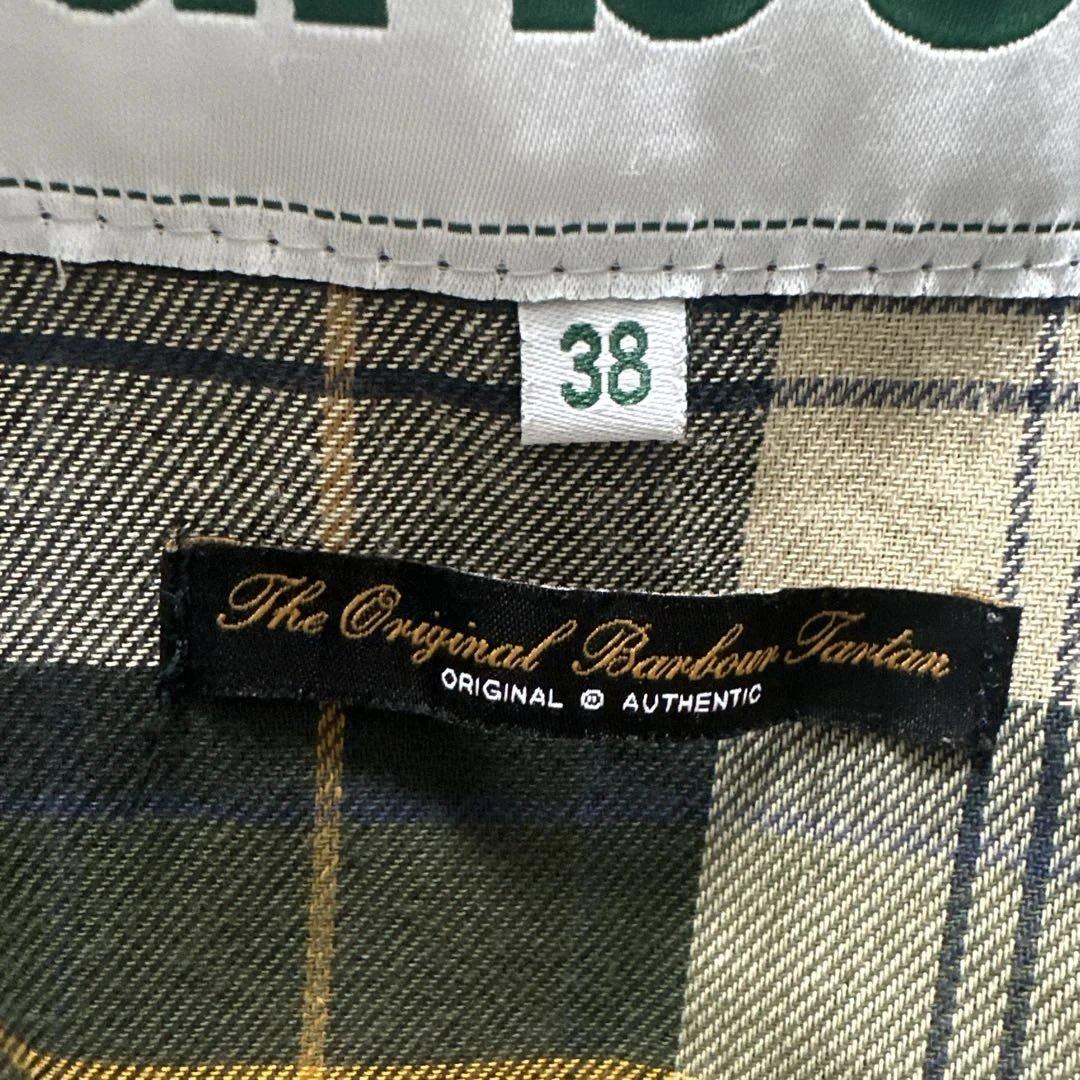 38
The Original Barbour Tartan
ORIGINAL ® AUTHENTIC